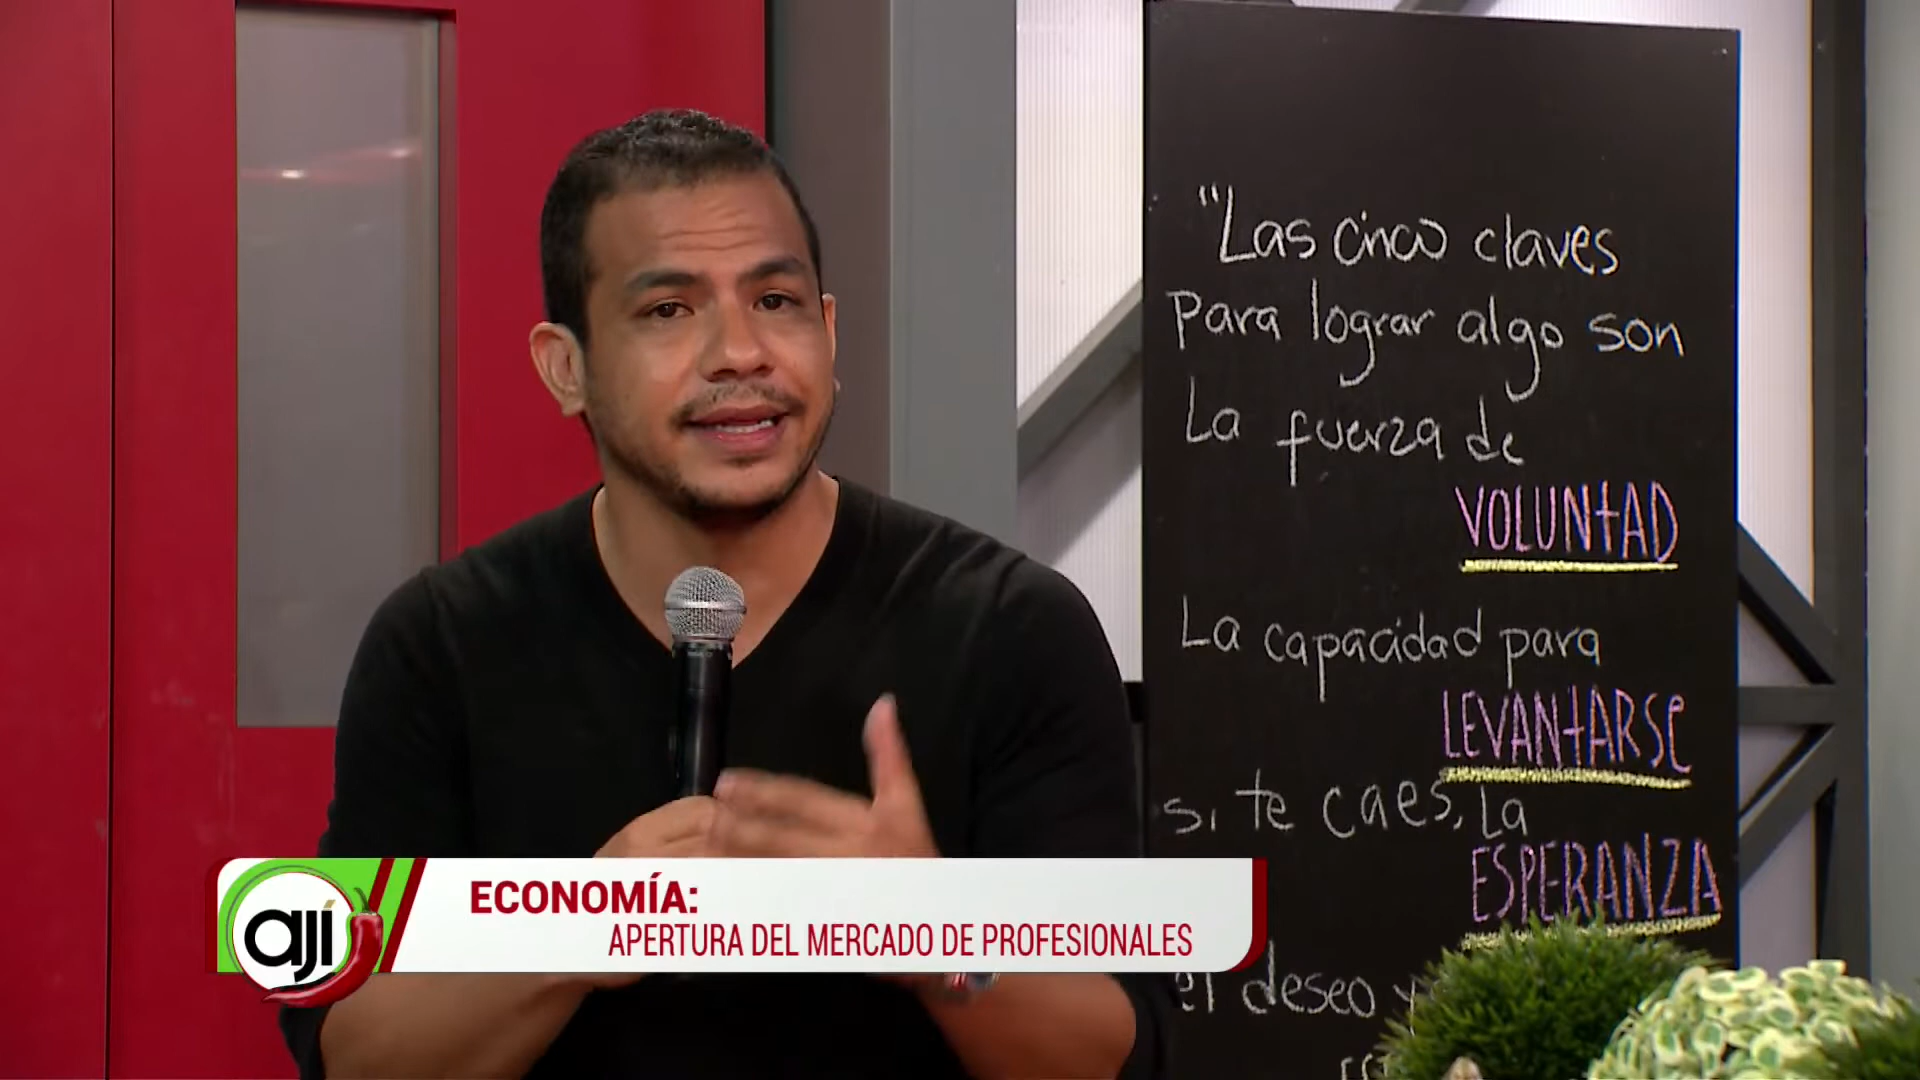 "Las cinco claves
para lograr algo son
La fuerza de
VOLUNTAD
La capacidad para
LEVANTARSE
si te caes, La
ESPERANZA
el deseo y
ají
ECONOMÍA:
APERTURA DEL MERCADO DE PROFESIONALES